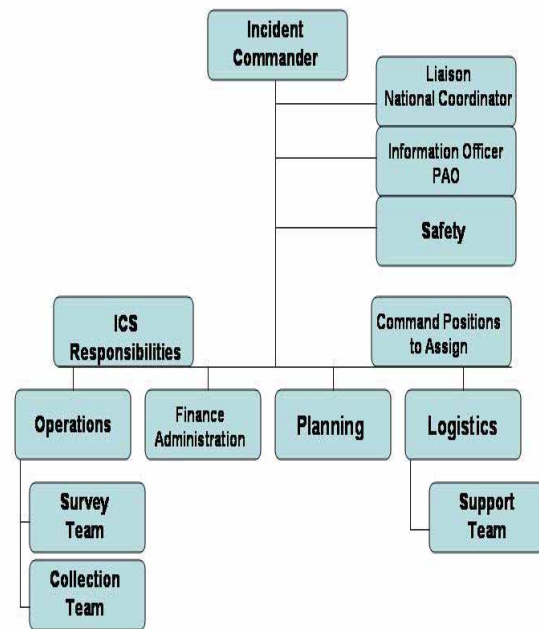 Incident
Commander
Liaison
National Coordinator
Information Officer
PAO
Safety
ICS
Responsibilities
Command Positions
to Assign
Operations
Finance
Administration
Planning
Logistics
Survey
Team
Support
Team
Collection
Team